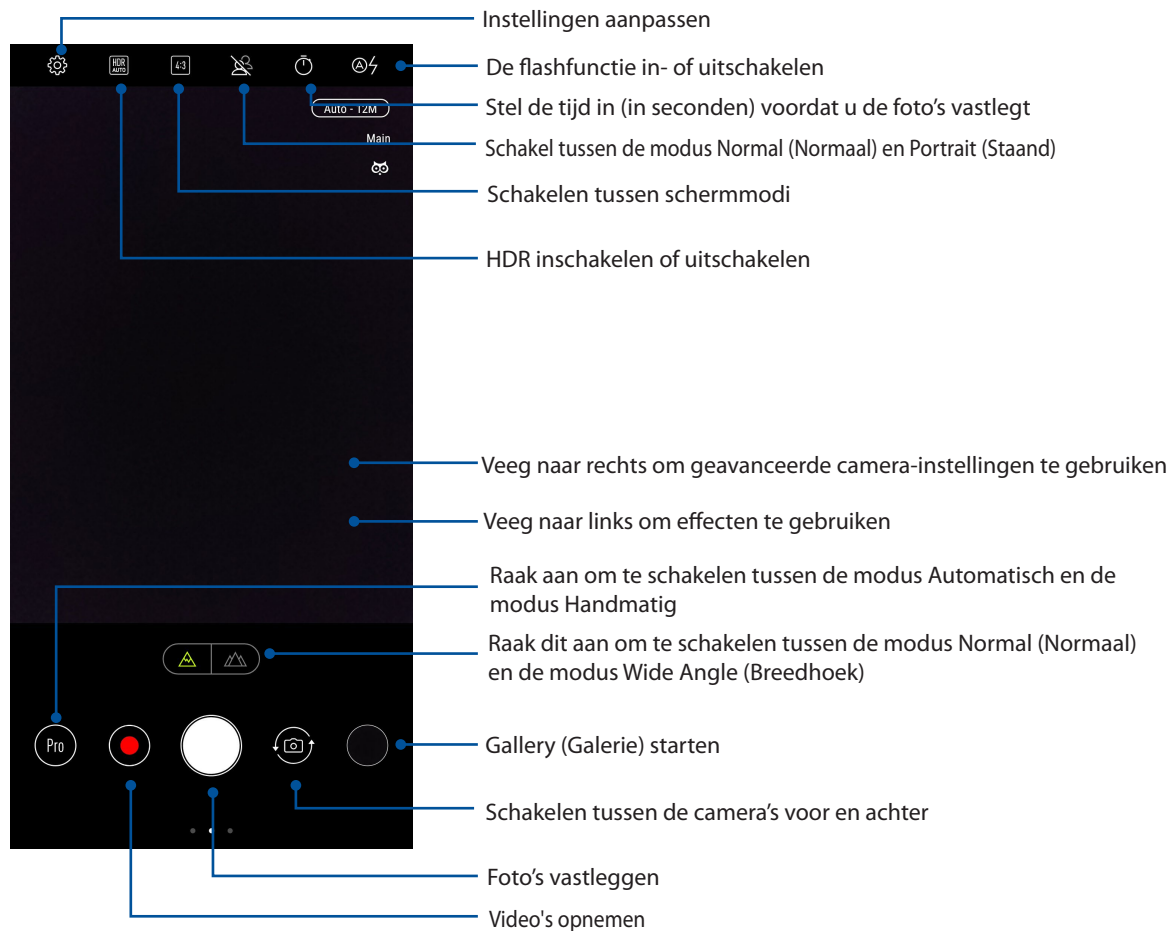 Instellingen aanpassen
HDR
AUTO
4:3
A
De flashfunctie in- of uitschakelen
Auto - 12M
Stel de tijd in (in seconden) voordat u de foto’s vastlegt
Main
Schakel tussen de modus Normal (Normaal) en Portrait (Staand)
Schakelen tussen schermmodi
HDR inschakelen of uitschakelen
Veeg naar rechts om geavanceerde camera-instellingen te gebruiken
Veeg naar links om effecten te gebruiken
Raak aan om te schakelen tussen de modus Automatisch en de
modus Handmatig
Raak dit aan om te schakelen tussen de modus Normal (Normaal)
en de modus Wide Angle (Breedhoek)
Pro
Gallery (Galerie) starten
Schakelen tussen de camera’s voor en achter
Foto’s vastleggen
Video's opnemen